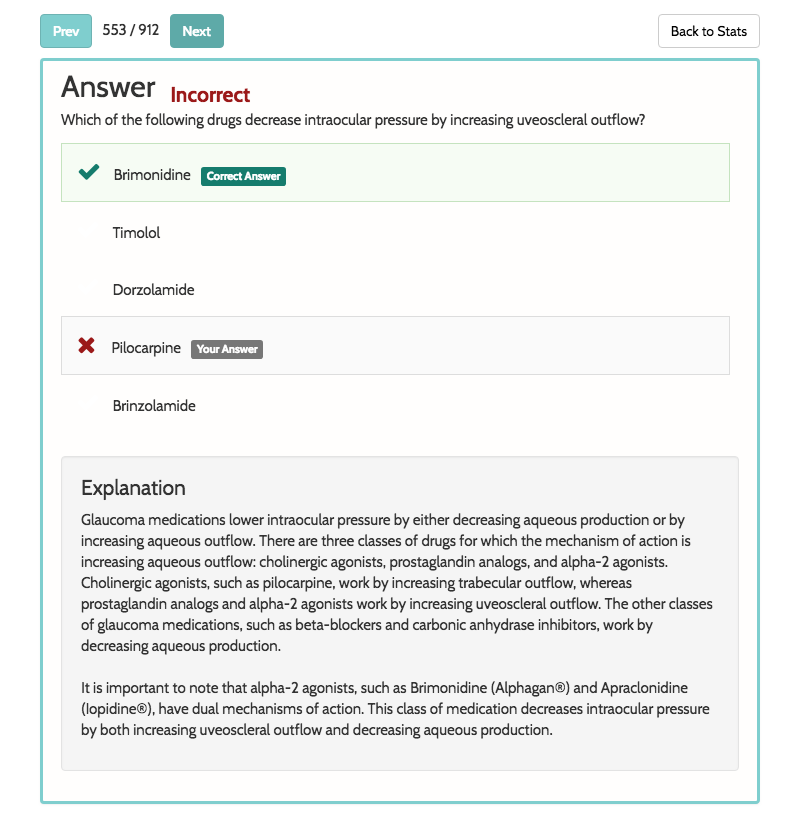 Prev 553 / 912 Next Back to Stats
Answer Incorrect
Which of the following drugs decrease intraocular pressure by increasing uveoscleral outflow?
Brimonidine Correct Answer
Timolol
Dorzolamide
Pilocarpine Your Answer
Brinzolamide
Explanation
Glaucoma medications lower intraocular pressure by either decreasing aqueous production or by
increasing aqueous outflow. There are three classes of drugs for which the mechanism of action is
increasing aqueous outflow: cholinergic agonists, prostaglandin analogs, and alpha-2 agonists.
Cholinergic agonists, such as pilocarpine, work by increasing trabecular outflow, whereas
prostaglandin analogs and alpha-2 agonists work by increasing uveoscleral outflow. The other classes
of glaucoma medications, such as beta-blockers and carbonic anhydrase inhibitors, work by
decreasing aqueous production.
It is important to note that alpha-2 agonists, such as Brimonidine (Alphagan®) and Apraclonidine
(Iopidine®), have dual mechanisms of action. This class of medication decreases intraocular pressure
by both increasing uveoscleral outflow and decreasing aqueous production.